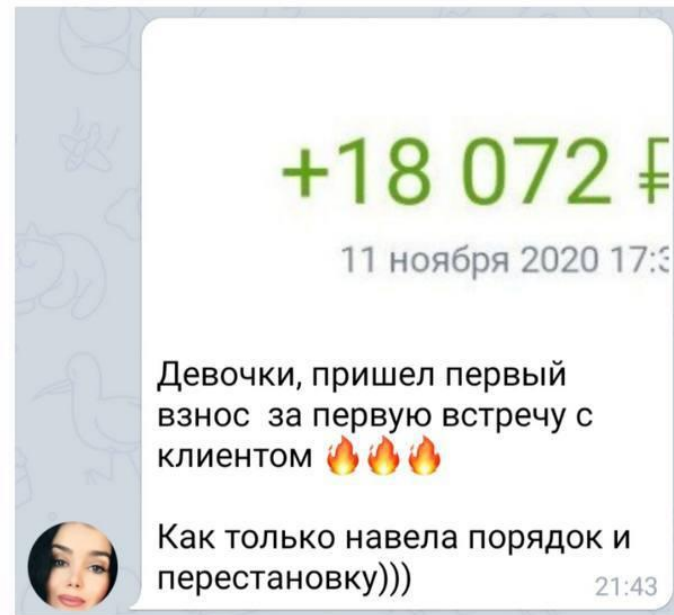 +18 072 ₽
11 ноября 2020 17:3
Девочки, пришел первый
взнос за первую встречу с
клиентом 🔥🔥🔥
Как только навела порядок и
перестановку)))
21:43